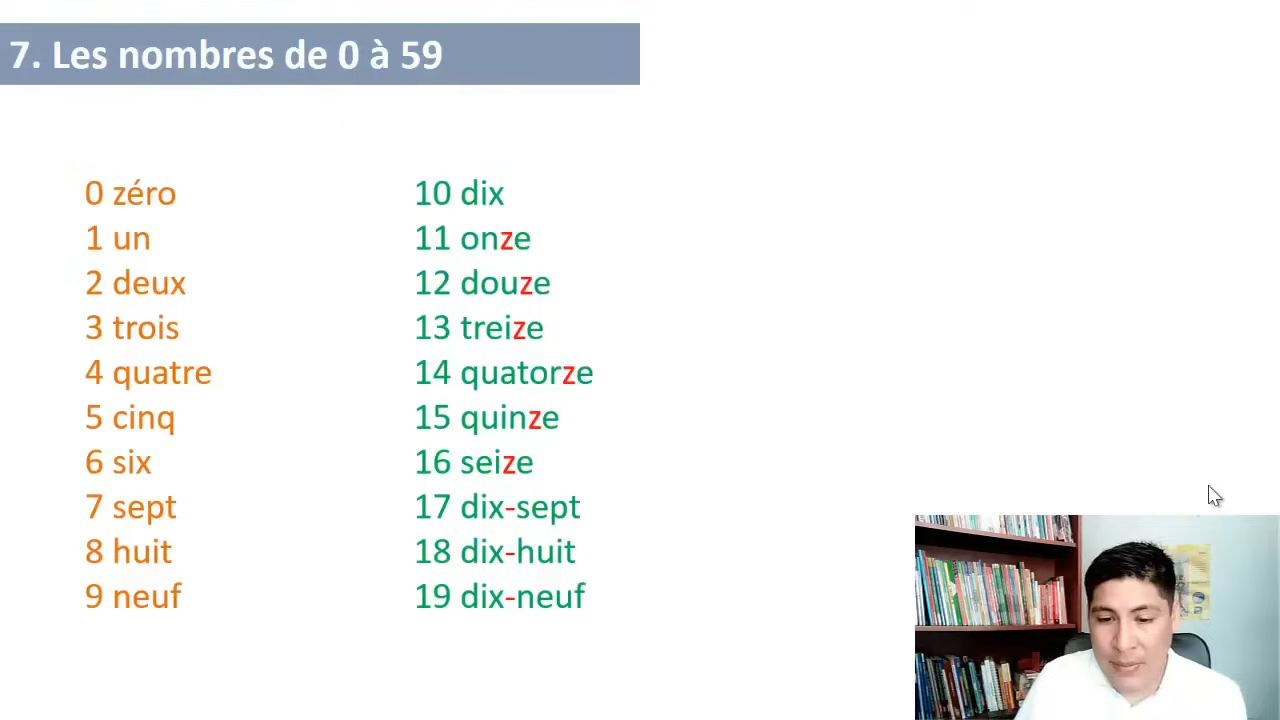 7. Les nombres de 0 à 59
0 zéro
1 un
2 deux
3 trois
4 quatre
5 cinq
6 six
7 sept
8 huit
9 neuf
10 dix
11 onze
12 douze
13 treize
14 quatorze
15 quinze
16 seize
17 dix-sept
18 dix-huit
19 dix-neuf